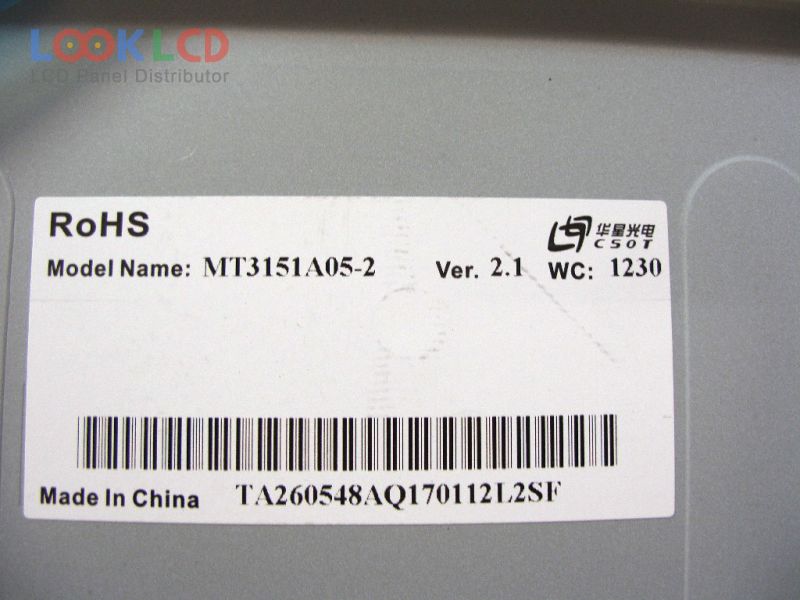 LOOKLCD
LCD Panel Distributor
RoHS
华星光电
CSOT
Model Name: MT3151A05-2 Ver. 2.1 WC: 1230
Made In China TA260548AQ170112L2SF